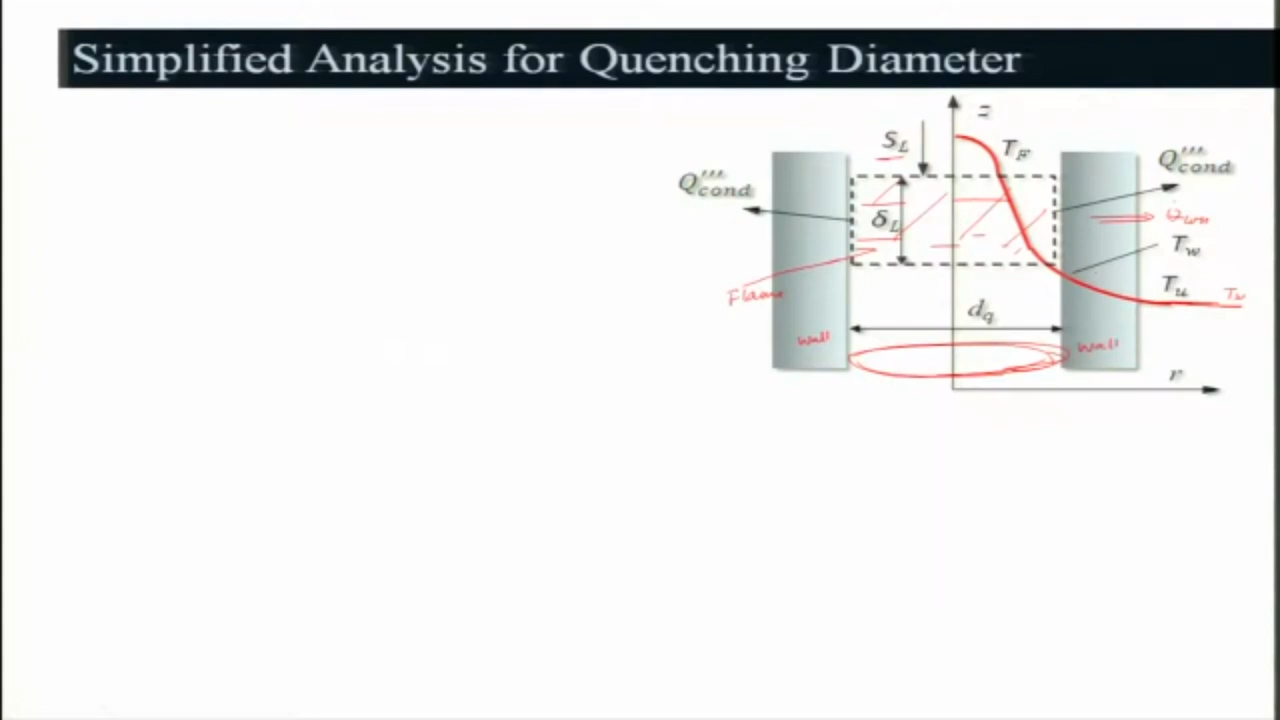 Simplified Analysis for Quenching Diameter
z
S_L
T_F
Q'''_cond
Q'''_cond
δ_L
T_w
Flame
T_u
d_q
wall
wall
r